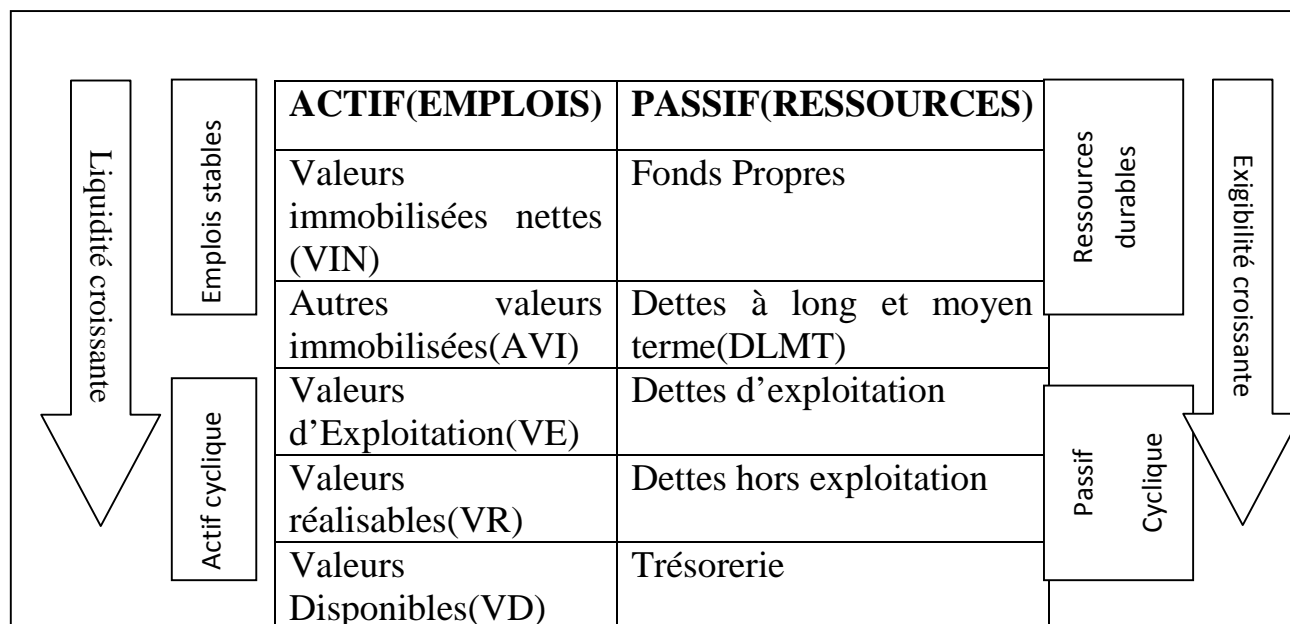 Liquidité croissante
Emplois stables
Actif cyclique
ACTIF(EMPLOIS) PASSIF(RESSOURCES)
Valeurs
immobilisées nettes
(VIN)
Fonds Propres
Autres valeurs
immobilisées(AVI)
Dettes à long et moyen
terme(DLMT)
Valeurs
d’Exploitation(VE)
Dettes d’exploitation
Valeurs
réalisables(VR)
Dettes hors exploitation
Valeurs
Disponibles(VD)
Trésorerie
Ressources
durables
Passif
Cyclique
Exigibilité croissante